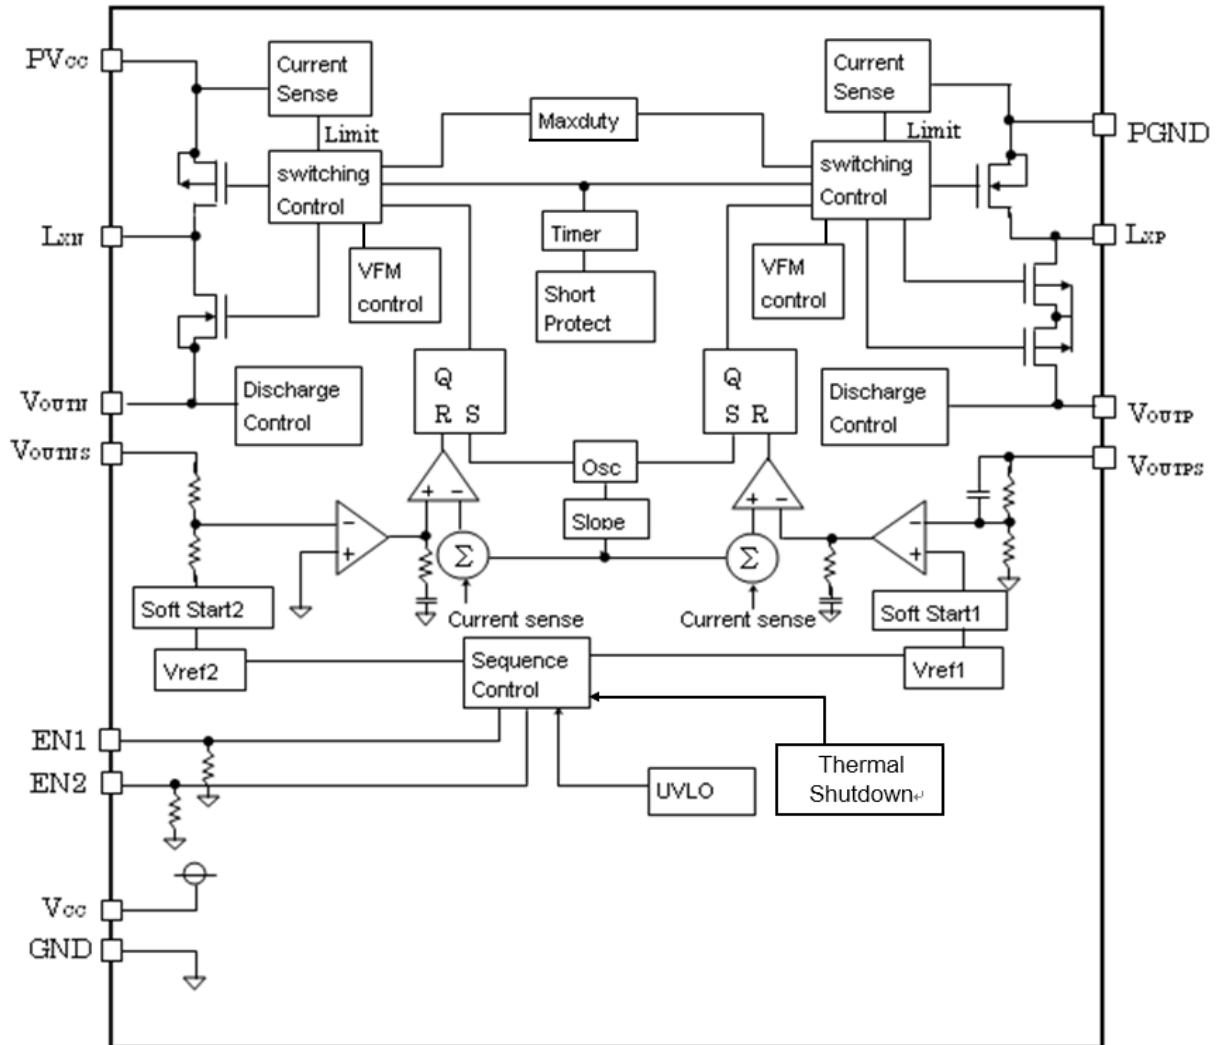 PVCC
Current
Sense
Limit
switching
Control
VFM
control
Maxduty
Timer
Short
Protect
Current
Sense
Limit
switching
Control
VFM
control
PGND
LXN
LXP
Discharge
Control
Q
R S
Q
S R
Discharge
Control
VOUTN
VOUTP
VOUTNS
VOUTPS
Osc
Slope
+ −
+ −
−
+
Σ
Σ
−
+
Current sense
Current sense
Soft Start2
Soft Start1
Vref2
Sequence
Control
Vref1
EN1
EN2
UVLO
Thermal
Shutdown↵
VCC
GND